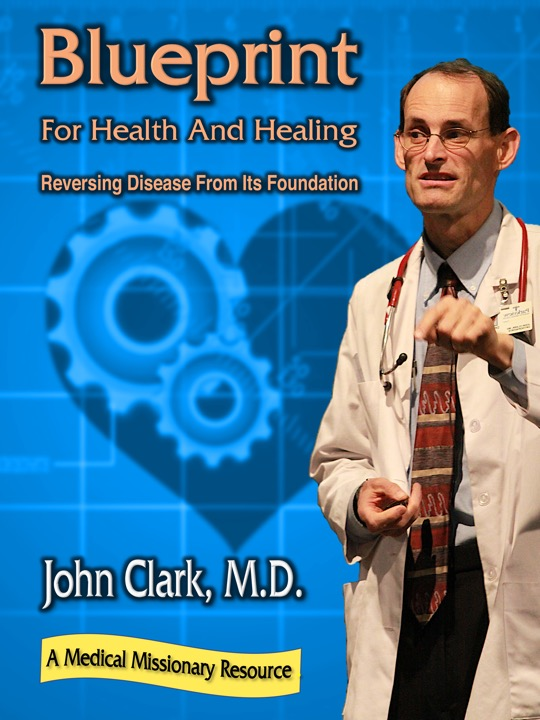 Blueprint
For Health And Healing
Reversing Disease From Its Foundation
John Clark, M.D.
A Medical Missionary Resource